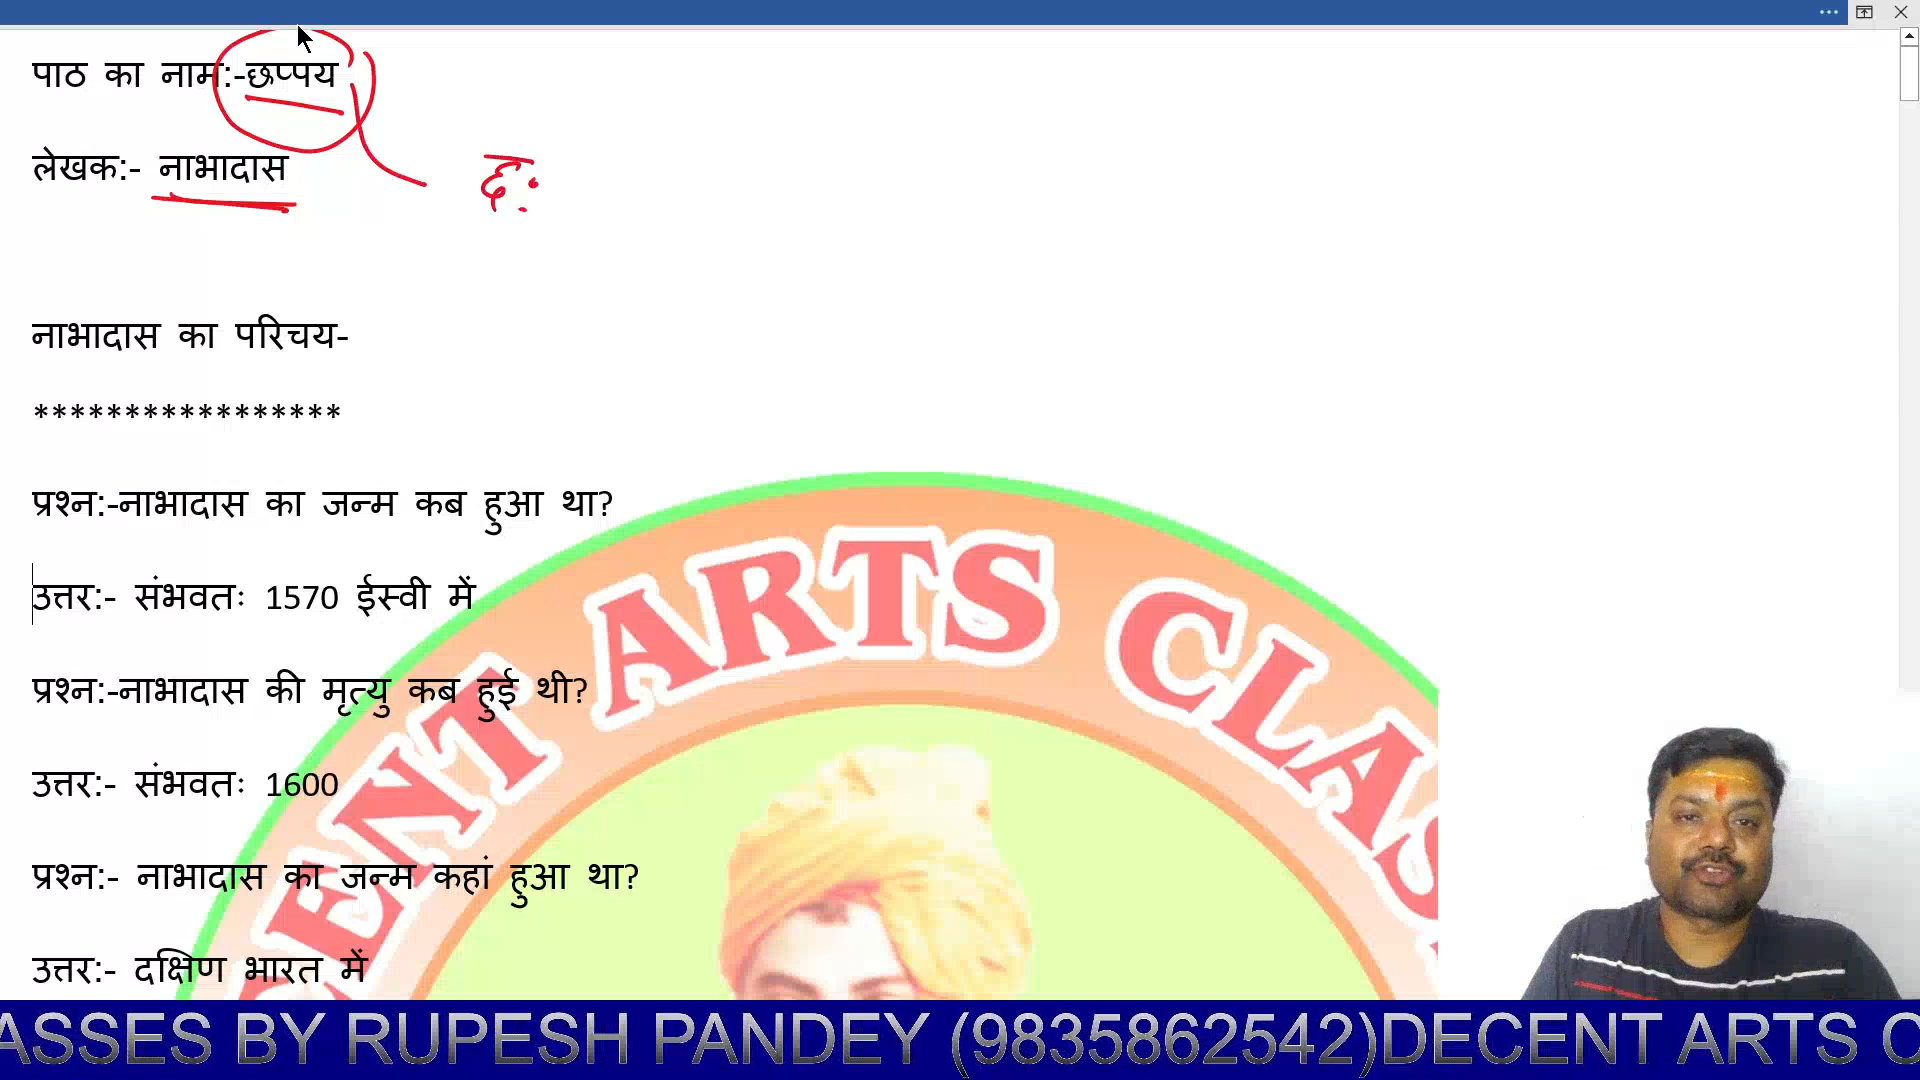 पाठ का नाम:-छप्पय
लेखक:- नाभादास
नाभादास का परिचय-
*****************
प्रश्न:-नाभादास का जन्म कब हुआ था?
उत्तर:- संभवतः 1570 ईस्वी में
प्रश्न:-नाभादास की मृत्यु कब हुई थी?
उत्तर:- संभवतः 1600
प्रश्न:- नाभादास का जन्म कहां हुआ था?
उत्तर:- दक्षिण भारत में
ENT ARTS CLAS
ASSES BY RUPESH PANDEY (9835862542)DECENT ARTS C